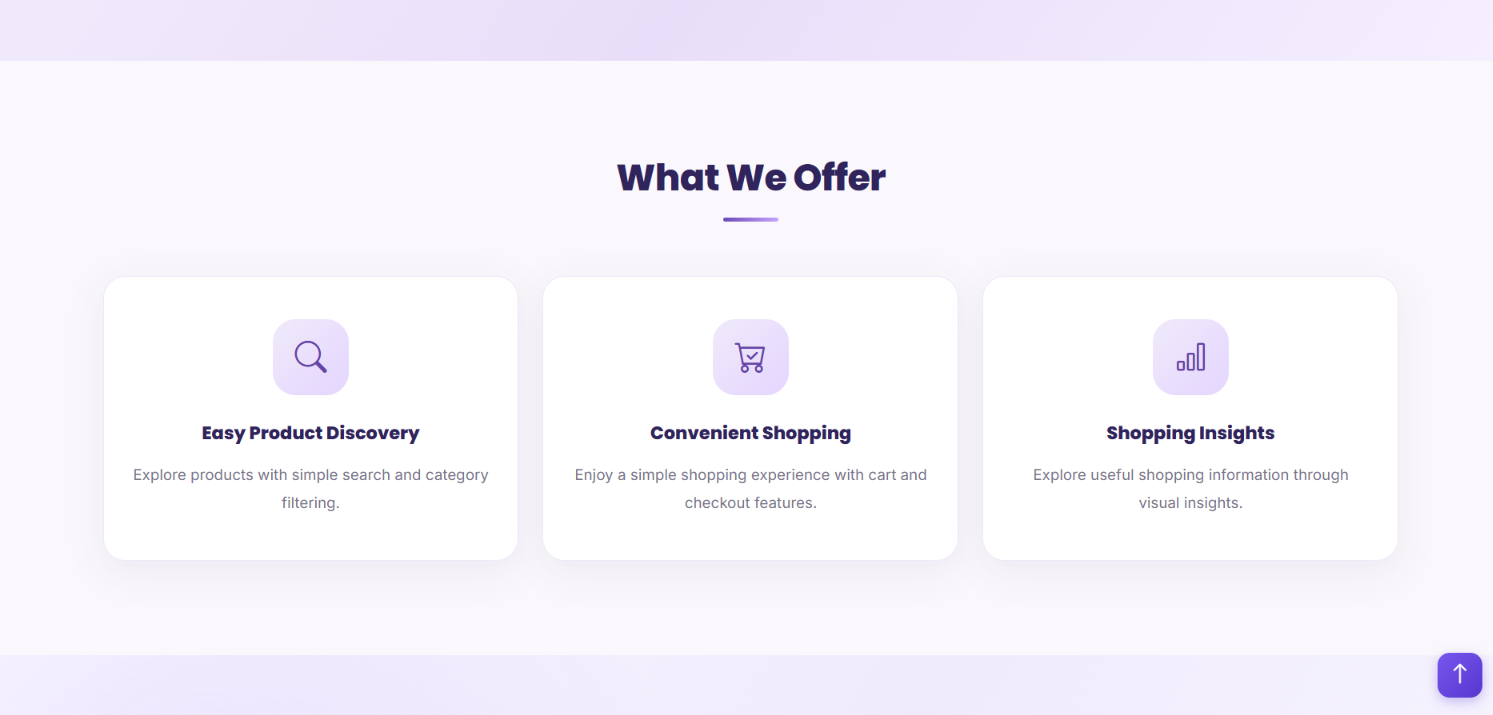 What We Offer
Easy Product Discovery
Explore products with simple search and category
filtering.
Convenient Shopping
Enjoy a simple shopping experience with cart and
checkout features.
Shopping Insights
Explore useful shopping information through
visual insights.